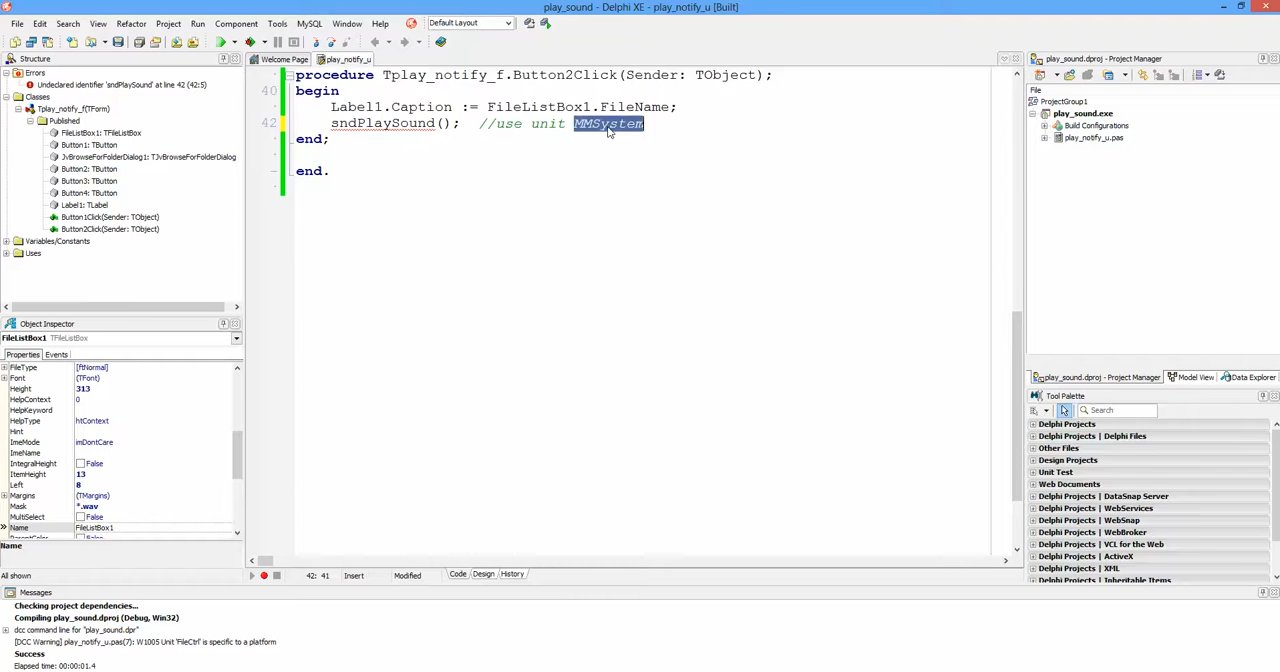 play_sound - Delphi XE - play_notify_u [Built]
File Edit Search View Refactor Project Run Component Tools MySQL Window Help Default Layout
Structure
Errors
Undeclared identifier 'sndPlaySound' at line 42 (42:5)
Classes
Tplay_notify_f(TForm)
Published
FileListBox1: TFileListBox
Button1: TButton
JvBrowseForFolderDialog1: TJvBrowseForFolderDialog
Button2: TButton
Button3: TButton
Button4: TButton
Label1: TLabel
Button1Click(Sender: TObject)
Button2Click(Sender: TObject)
Variables/Constants
Uses
Object Inspector
FileListBox1 TFileListBox
Properties Events
FileType [ftNormal]
Font (TFont)
Height 313
HelpContext 0
HelpKeyword
HelpType htContext
Hint
ImeMode imDontCare
ImeName
IntegralHeight False
ItemHeight 13
Left 8
Margins (TMargins)
Mask *.wav
MultiSelect False
Name FileListBox1
ParentColor False
Name
All shown
Welcome Page play_notify_u
procedure Tplay_notify_f.Button2Click(Sender: TObject);
40 begin
Label1.Caption := FileListBox1.FileName;
42 sndPlaySound(); //use unit MMSystem
end;
end.
42: 41 Insert Modified Code Design History
play_sound.dproj - Project Manager
File
ProjectGroup1
play_sound.exe
Build Configurations
play_notify_u.pas
play_sound.dproj - Project Manager Model View Data Explorer
Tool Palette
Search
Delphi Projects
Delphi Projects | Delphi Files
Other Files
Design Projects
Unit Test
Web Documents
Delphi Projects | DataSnap Server
Delphi Projects | WebServices
Delphi Projects | WebSnap
Delphi Projects | WebBroker
VCL for the Web
Delphi Projects | ActiveX
Delphi Projects | XML
Delphi Projects | Inheritable Items
Messages
Checking project dependencies...
Compiling play_sound.dproj (Debug, Win32)
dcc command line for "play_sound.dpr"
[DCC Warning] play_notify_u.pas(7): W1005 Unit 'FileCtrl' is specific to a platform
Success
Elapsed time: 00:00:01.4